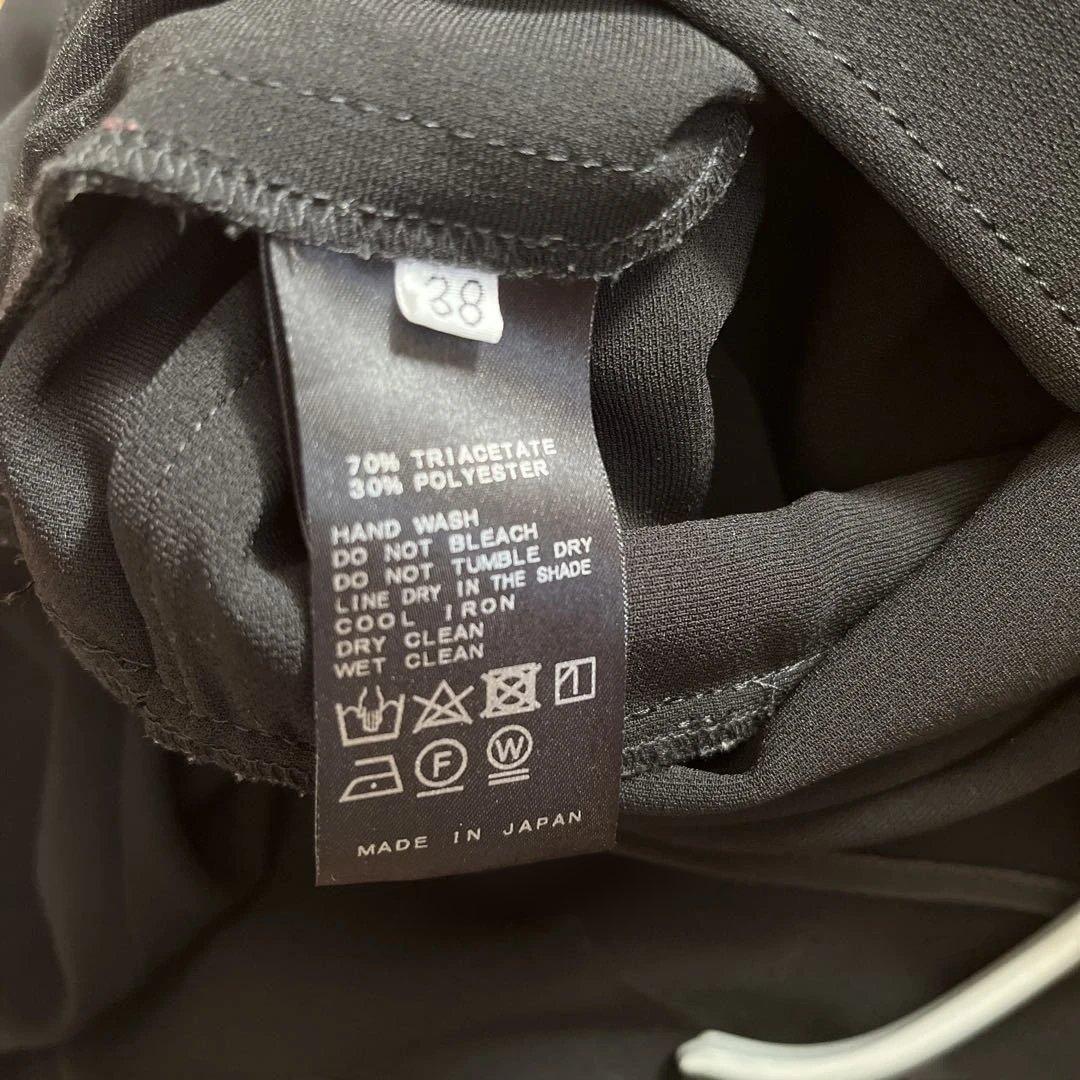 38
70% TRIACETATE
30% POLYESTER
HAND WASH
DO NOT BLEACH
DO NOT TUMBLE DRY
LINE DRY IN THE SHADE
COOL IRON
DRY CLEAN
WET CLEAN
F W
MADE IN JAPAN